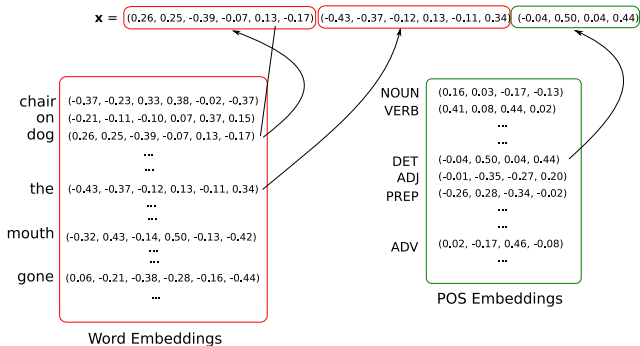 x = (0.26, 0.25, -0.39, -0.07, 0.13, -0.17) (-0.43, -0.37, -0.12, 0.13, -0.11, 0.34) (-0.04, 0.50, 0.04, 0.44)
chair (-0.37, -0.23, 0.33, 0.38, -0.02, -0.37)
on (-0.21, -0.11, -0.10, 0.07, 0.37, 0.15)
dog (0.26, 0.25, -0.39, -0.07, 0.13, -0.17)
...
...
the (-0.43, -0.37, -0.12, 0.13, -0.11, 0.34)
...
...
mouth (-0.32, 0.43, -0.14, 0.50, -0.13, -0.42)
...
...
gone (0.06, -0.21, -0.38, -0.28, -0.16, -0.44)
...
Word Embeddings
NOUN (0.16, 0.03, -0.17, -0.13)
VERB (0.41, 0.08, 0.44, 0.02)
...
...
DET (-0.04, 0.50, 0.04, 0.44)
ADJ (-0.01, -0.35, -0.27, 0.20)
PREP (-0.26, 0.28, -0.34, -0.02)
...
...
ADV (0.02, -0.17, 0.46, -0.08)
...
POS Embeddings